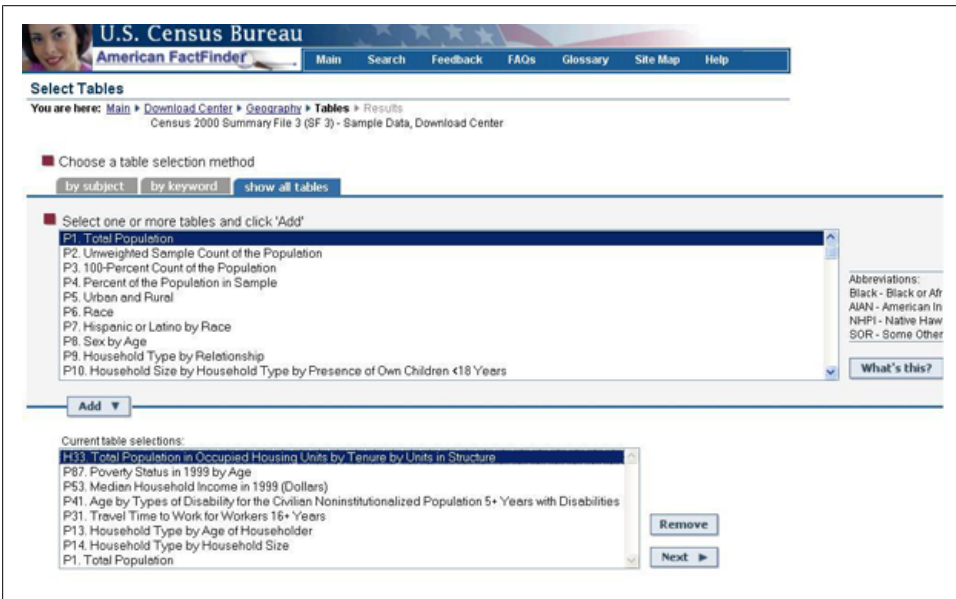 U.S. Census Bureau
American FactFinder
Main Search Feedback FAQs Glossary Site Map Help
Select Tables
You are here: Main ▸ Download Center ▸ Geography ▸ Tables ▸ Results
Census 2000 Summary File 3 (SF 3) - Sample Data, Download Center
Choose a table selection method
by subject by keyword show all tables
Select one or more tables and click 'Add'
P1. Total Population
P2. Unweighted Sample Count of the Population
P3. 100-Percent Count of the Population
P4. Percent of the Population in Sample
P5. Urban and Rural
P6. Race
P7. Hispanic or Latino by Race
P8. Sex by Age
P9. Household Type by Relationship
P10. Household Size by Household Type by Presence of Own Children <18 Years
Abbreviations:
Black - Black or Afr
AIAN - American In
NHPI - Native Haw
SOR - Some Other
What's this?
Add ▼
Current table selections:
H33. Total Population in Occupied Housing Units by Tenure by Units in Structure
P87. Poverty Status in 1999 by Age
P53. Median Household Income in 1999 (Dollars)
P41. Age by Types of Disability for the Civilian Noninstitutionalized Population 5+ Years with Disabilities
P31. Travel Time to Work for Workers 16+ Years
P13. Household Type by Age of Householder
P14. Household Type by Household Size
P1. Total Population
Remove
Next ►